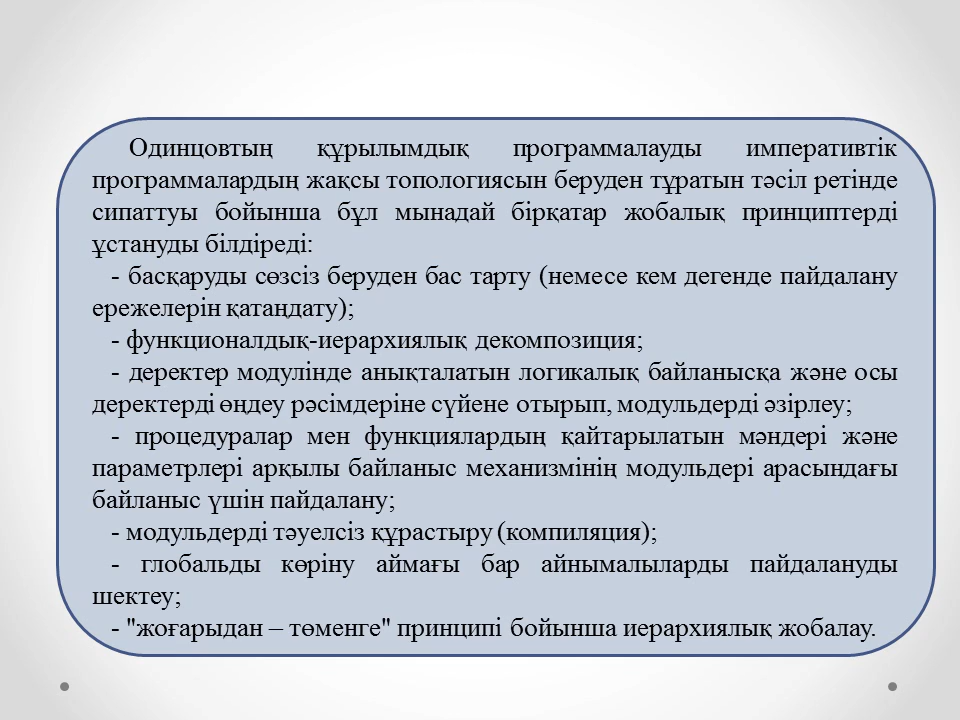 Одинцовтың құрылымдық программалауды императивтік
программалардың жақсы топологиясын беруден тұратын тәсіл ретінде
сипаттуы бойынша бұл мынадай бірқатар жобалық принциптерді
ұстануды білдіреді:
- басқаруды сөзсіз беруден бас тарту (немесе кем дегенде пайдалану
ережелерін қатаңдату);
- функционалдық-иерархиялық декомпозиция;
- деректер модулінде анықталатын логикалық байланысқа және осы
деректерді өңдеу рәсімдеріне сүйене отырып, модульдерді әзірлеу;
- процедуралар мен функциялардың қайтарылатын мәндері және
параметрлері арқылы байланыс механизмінің модульдері арасындағы
байланыс үшін пайдалану;
- модульдерді тәуелсіз құрастыру (компиляция);
- глобальды көріну аймағы бар айнымалыларды пайдалануды
шектеу;
- "жоғарыдан – төменге" принципі бойынша иерархиялық жобалау.